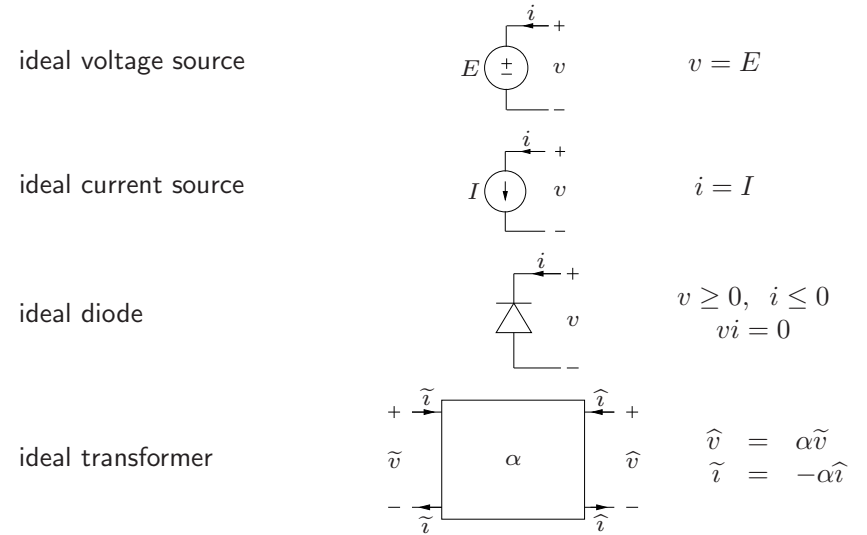 i
+
ideal voltage source E ± v v = E
−
i
+
ideal current source I v i = I
−
i
+
v ≥ 0, i ≤ 0
ideal diode v
vi = 0
−
+ ĩ î +
v̂ = αṽ
ideal transformer ṽ α v̂
ĩ = −αî
− ĩ î −